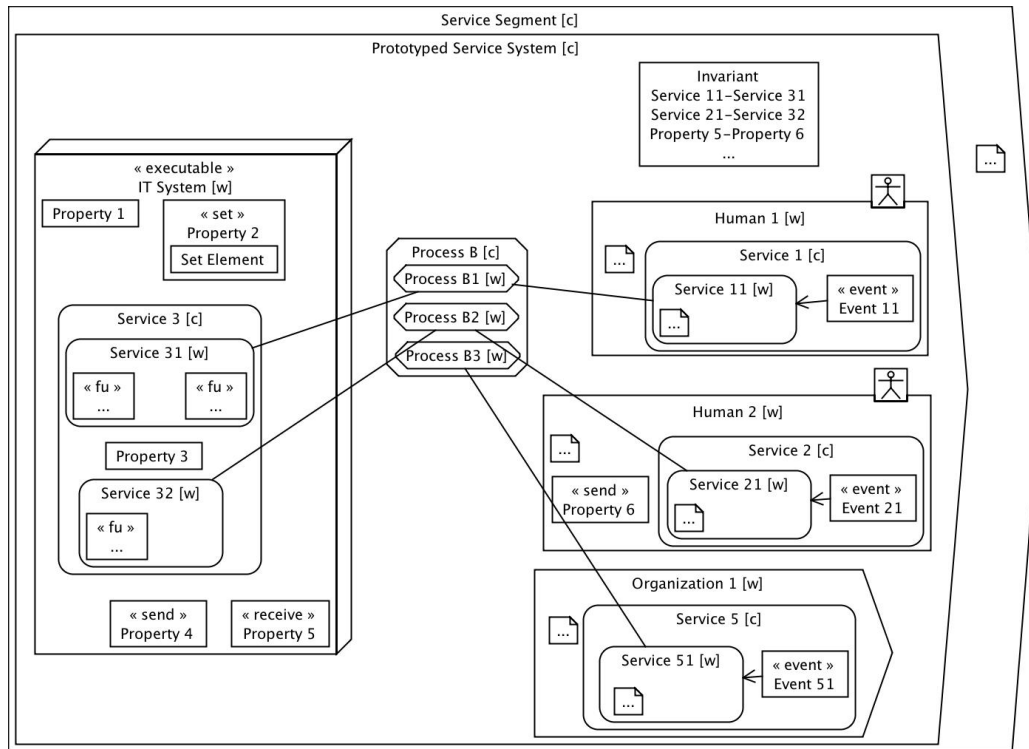 Service Segment [c]
Prototyped Service System [c]
Invariant
Service 11–Service 31
Service 21–Service 32
Property 5–Property 6
...
...
« executable »
IT System [w]
Property 1
« set »
Property 2
Set Element
Service 3 [c]
Service 31 [w]
« fu »
...
« fu »
...
Property 3
Service 32 [w]
« fu »
...
« send »
Property 4
« receive »
Property 5
Process B [c]
Process B1 [w]
Process B2 [w]
Process B3 [w]
Human 1 [w]
...
Service 1 [c]
Service 11 [w]
...
« event »
Event 11
Human 2 [w]
...
« send »
Property 6
Service 2 [c]
Service 21 [w]
...
« event »
Event 21
Organization 1 [w]
...
Service 5 [c]
Service 51 [w]
...
« event »
Event 51